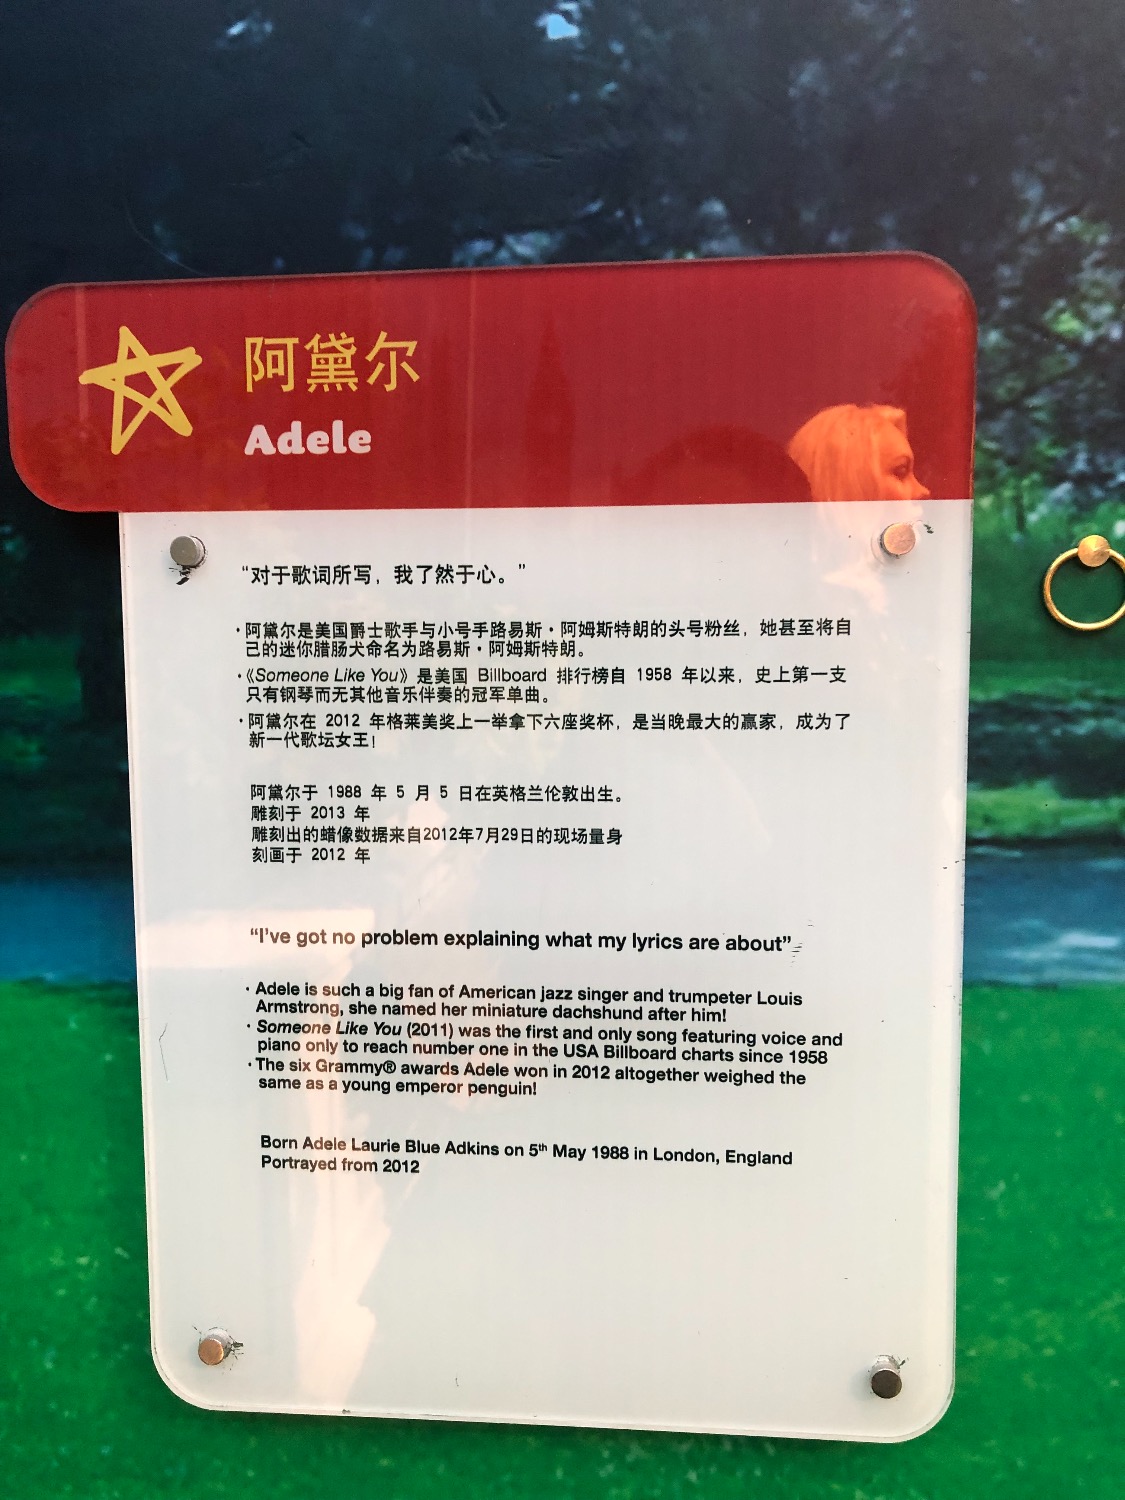 阿黛尔
Adele
“对于歌词所写，我了然于心。”
·阿黛尔是美国爵士歌手与小号手路易斯·阿姆斯特朗的头号粉丝，她甚至将自
己的迷你腊肠犬命名为路易斯·阿姆斯特朗。
·《Someone Like You》是美国 Billboard 排行榜自 1958 年以来，史上第一支
只有钢琴而无其他音乐伴奏的冠军单曲。
·阿黛尔在 2012 年格莱美奖上一举拿下六座奖杯，是当晚最大的赢家，成为了
新一代歌坛女王！
阿黛尔于 1988 年 5 月 5 日在英格兰伦敦出生。
雕刻于 2013 年
雕刻出的蜡像数据来自2012年7月29日的现场量身
刻画于 2012 年
“I’ve got no problem explaining what my lyrics are about”
· Adele is such a big fan of American jazz singer and trumpeter Louis
Armstrong, she named her miniature dachshund after him!
· Someone Like You (2011) was the first and only song featuring voice and
piano only to reach number one in the USA Billboard charts since 1958
· The six Grammy® awards Adele won in 2012 altogether weighed the
same as a young emperor penguin!
Born Adele Laurie Blue Adkins on 5th May 1988 in London, England
Portrayed from 2012